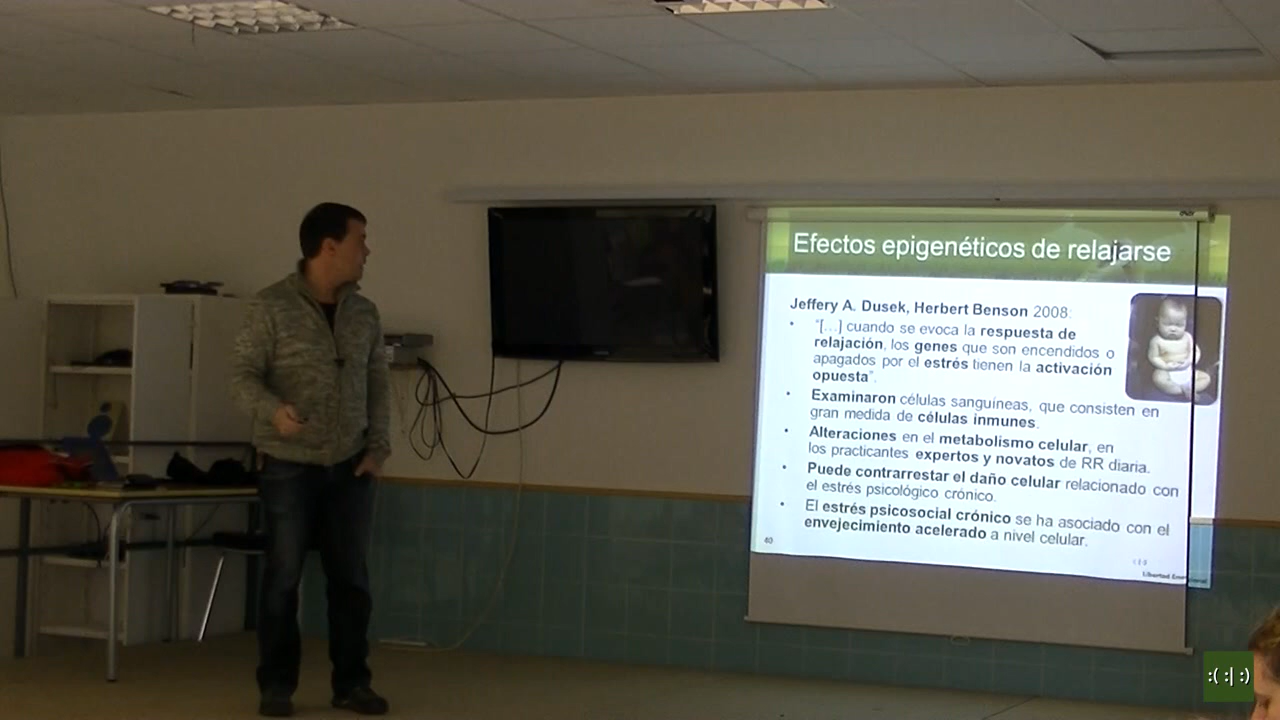 Efectos epigenéticos de relajarse
Jeffery A. Dusek, Herbert Benson 2008:
• "[...] cuando se evoca la respuesta de
relajación, los genes que son encendidos o
apagados por el estrés tienen la activación
opuesta".
• Examinaron células sanguíneas, que consisten en
gran medida de células inmunes.
• Alteraciones en el metabolismo celular, en
los practicantes expertos y novatos de RR diaria.
• Puede contrarrestar el daño celular relacionado con
el estrés psicológico crónico.
• El estrés psicosocial crónico se ha asociado con el
envejecimiento acelerado a nivel celular.
40
Libertad
:( :| :)